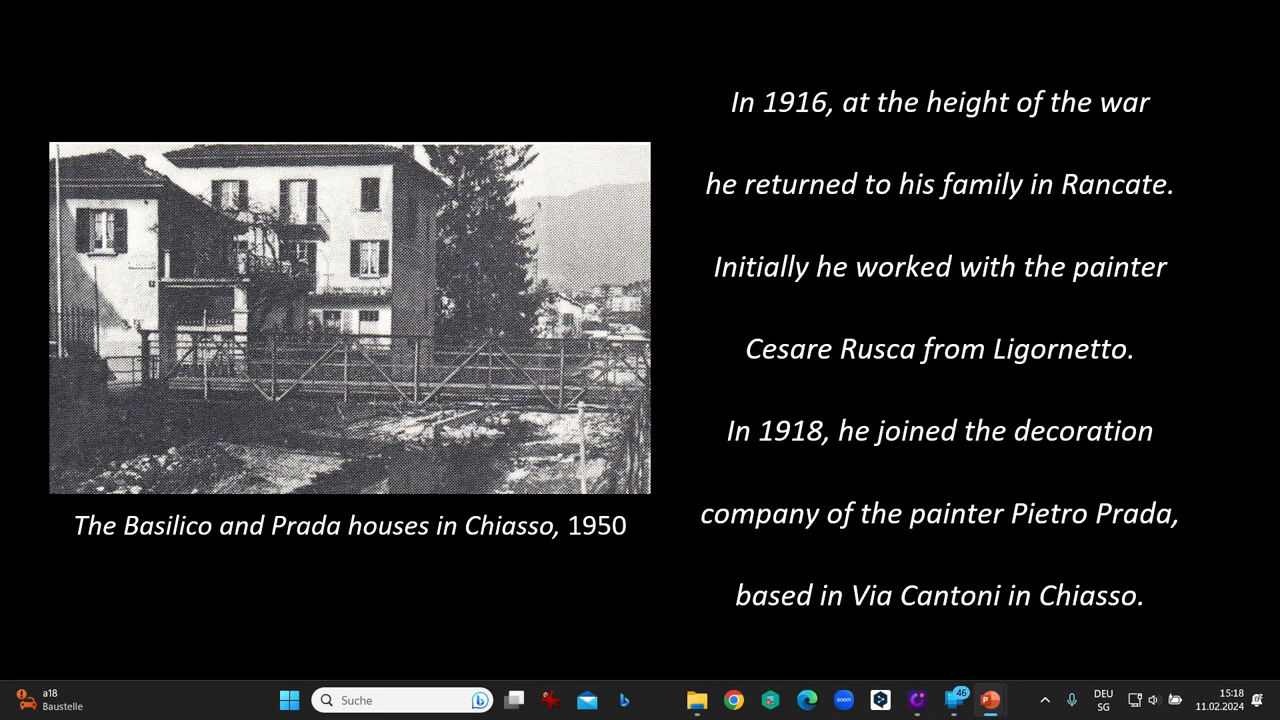 In 1916, at the height of the war
he returned to his family in Rancate.
Initially he worked with the painter
Cesare Rusca from Ligornetto.
In 1918, he joined the decoration
company of the painter Pietro Prada,
based in Via Cantoni in Chiasso.
The Basilico and Prada houses in Chiasso, 1950
a18
Baustelle
Suche
zoom
46
DEU
SG
15:18
11.02.2024